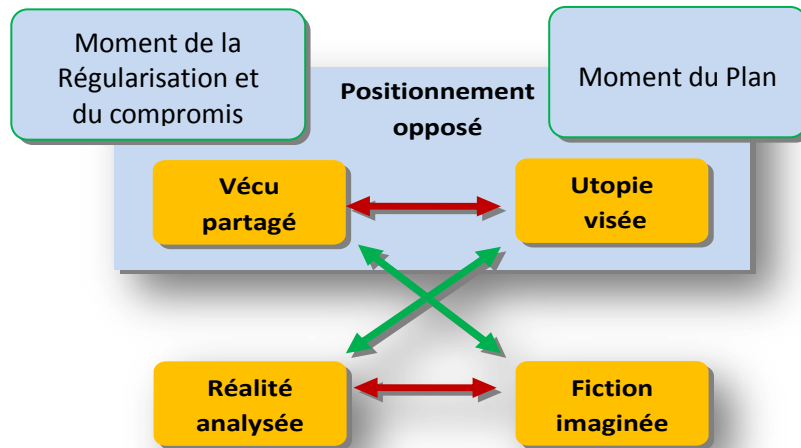 Moment de la
Régularisation et
du compromis
Moment du Plan
Positionnement
opposé
Vécu
partagé
Utopie
visée
Réalité
analysée
Fiction
imaginée